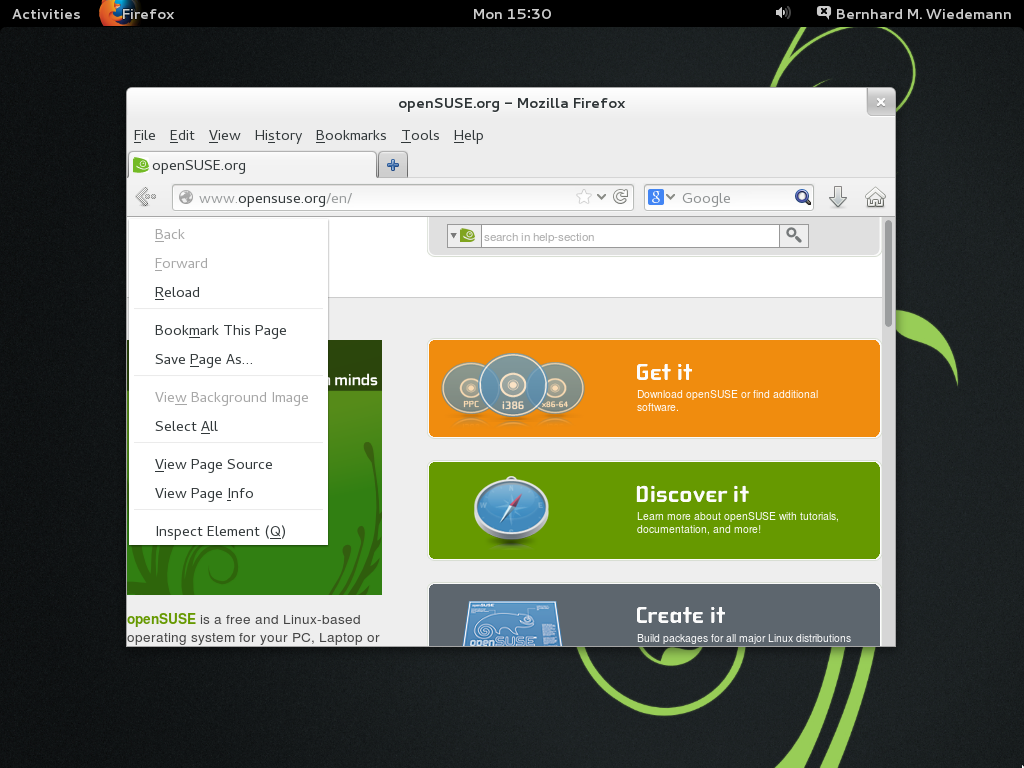 Activities Firefox Mon 15:30 Bernhard M. Wiedemann
openSUSE.org – Mozilla Firefox
File Edit View History Bookmarks Tools Help
openSUSE.org
www.opensuse.org/en/ 8 Google
search in help-section
Back
Forward
Reload
Bookmark This Page
Save Page As...
View Background Image
Select All
View Page Source
View Page Info
Inspect Element (Q)
minds
openSUSE is a free and Linux-based
operating system for your PC, Laptop or
PPC i386 x86-64
Get it
Download openSUSE or find additional
software.
Discover it
Learn more about openSUSE with tutorials,
documentation, and more!
openSUSE
Create it
Build packages for all major Linux distributions